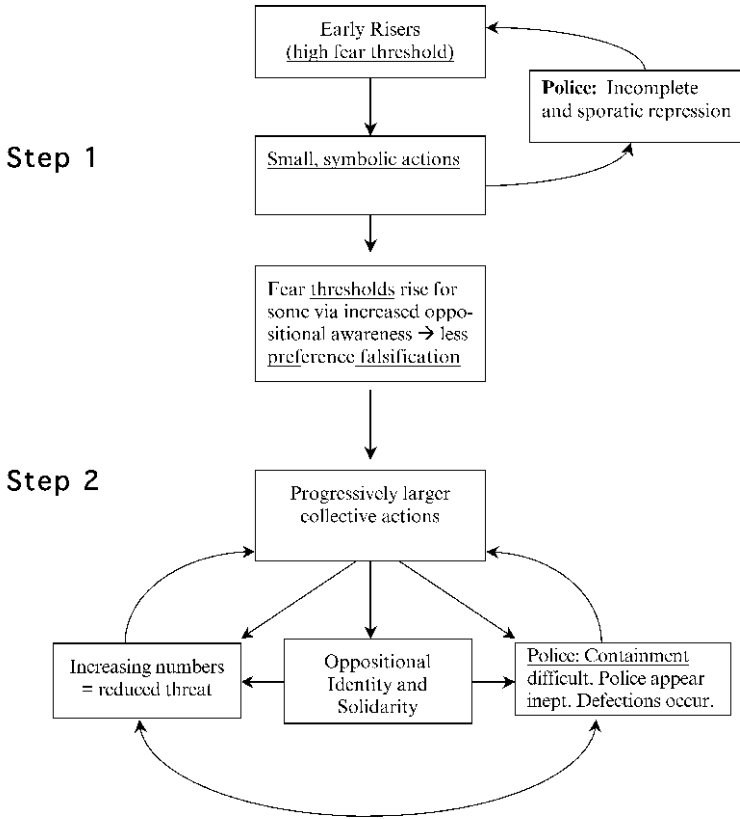 Early Risers
(high fear threshold)
Police: Incomplete
and sporatic repression
Step 1
Small, symbolic actions
Fear thresholds rise for
some via increased oppo-
sitional awareness → less
preference falsification
Step 2
Progressively larger
collective actions
Increasing numbers
= reduced threat
Oppositional
Identity and
Solidarity
Police: Containment
difficult. Police appear
inept. Defections occur.